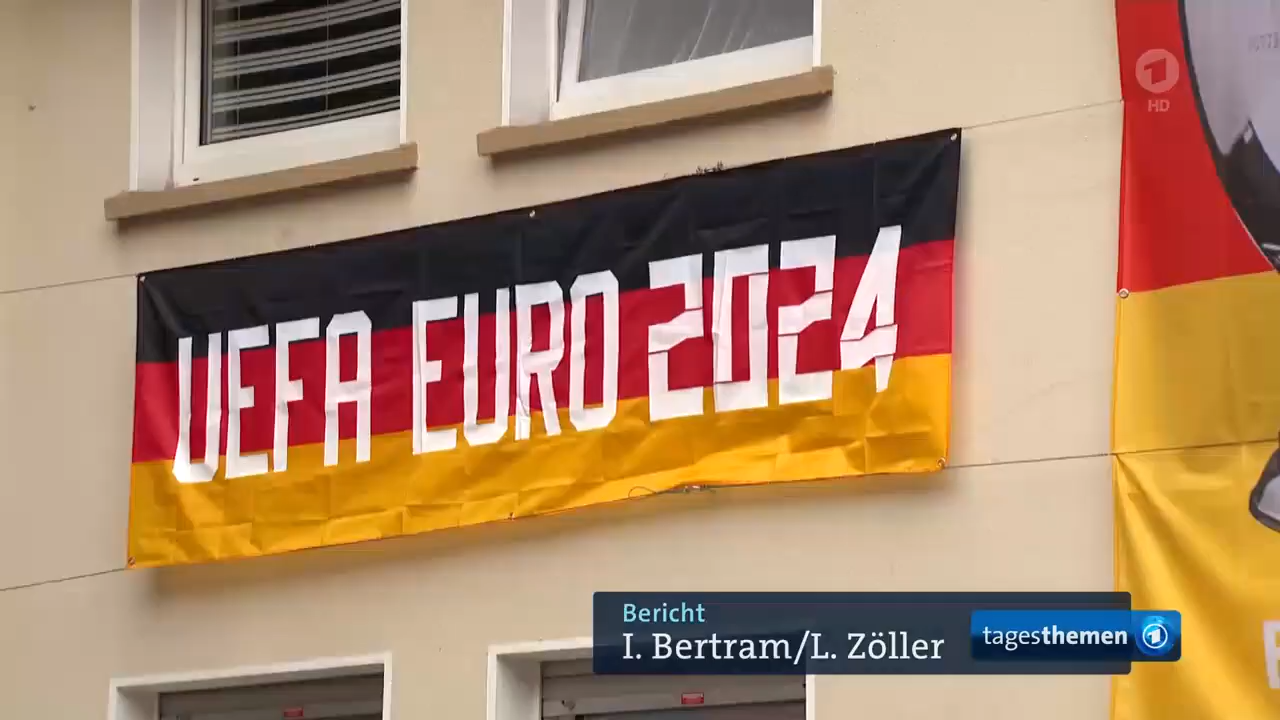 HD
UEFA EURO 2024
Bericht
I. Bertram/L. Zöller
tagesthemen